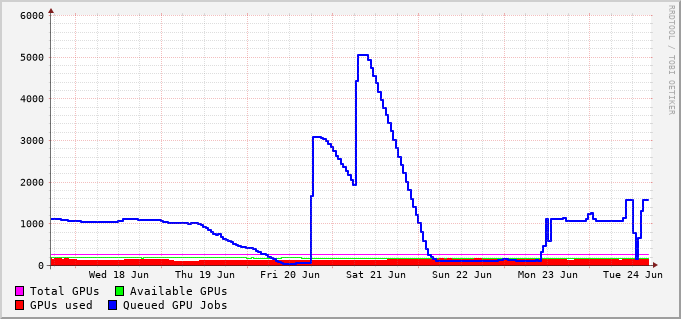 6000
5000
4000
3000
2000
1000
0
Wed 18 Jun Thu 19 Jun Fri 20 Jun Sat 21 Jun Sun 22 Jun Mon 23 Jun Tue 24 Jun
Total GPUs Available GPUs
GPUs used Queued GPU Jobs
RRDTOOL / TOBI OETIKER